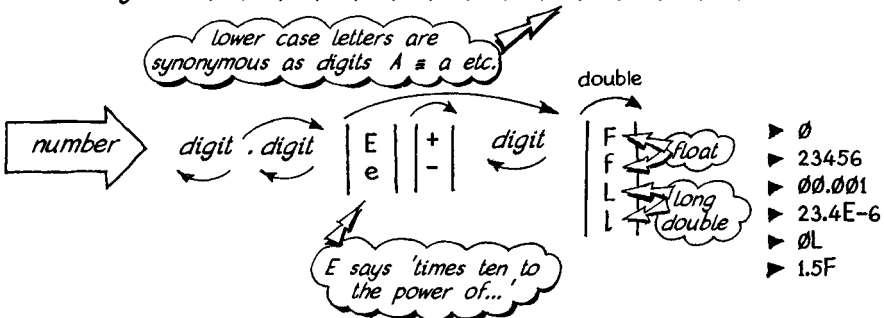 lower case letters are
synonymous as digits A ≡ a etc.
double
number digit . digit | E e | | + - | digit | F f L l |
float
long
double
► Ø
► 23456
► ØØ.ØØ1
► 23.4E-6
► ØL
► 1.5F
E says 'times ten to
the power of...'